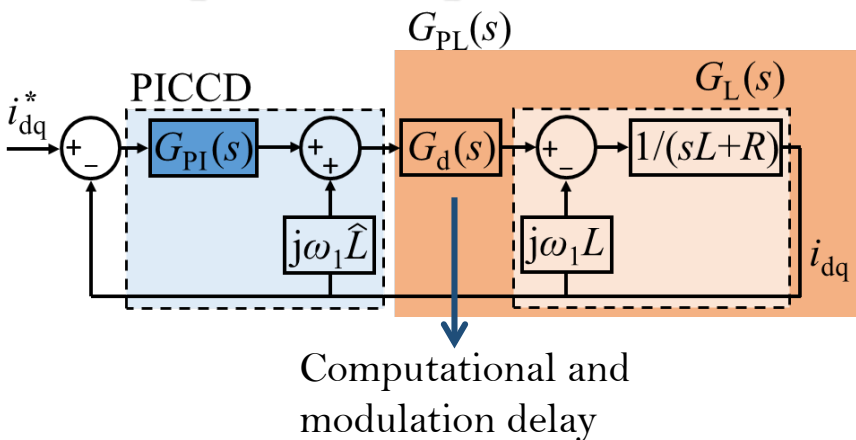 G_PL(s)
PICCD
G_L(s)
i*_dq
+
-
G_PI(s)
+
+
G_d(s)
+
-
1/(sL+R)
jω₁L̂
jω₁L
i_dq
Computational and
modulation delay